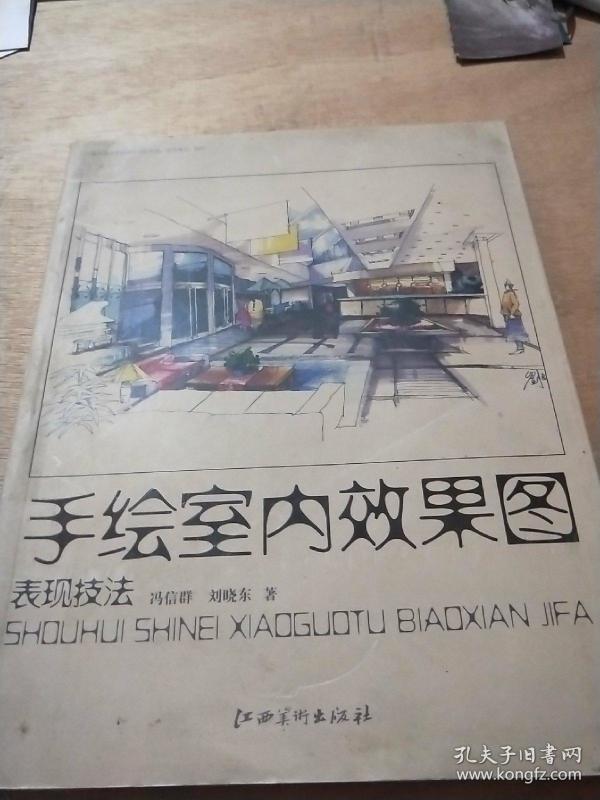 手绘室内效果图
表现技法 冯信群 刘晓东 著
SHOUHUI SHINEI XIAOGUOTU BIAOXIAN JIFA
江西美術出版社
孔夫子旧书网
www.kongfz.com